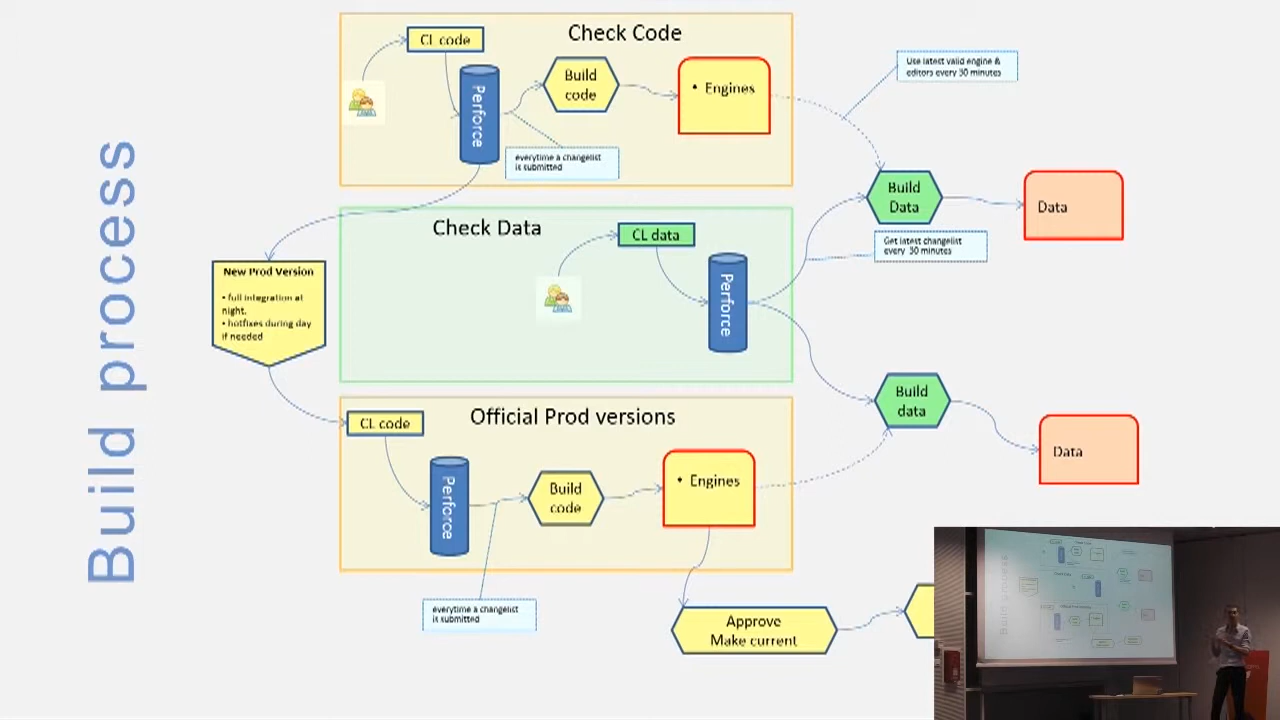 Build process
Check Code
CL code
Perforce
Build
code
• Engines
everytime a changelist
is submitted
Use latest valid engine &
editors every 30 minutes
Check Data
CL data
Perforce
Build
Data
Data
Get latest changelist
every 30 minutes
New Prod Version
• full integration at
night.
• hotfixes during day
if needed
Official Prod versions
CL code
Perforce
Build
code
• Engines
everytime a changelist
is submitted
Build
data
Data
Approve
Make current